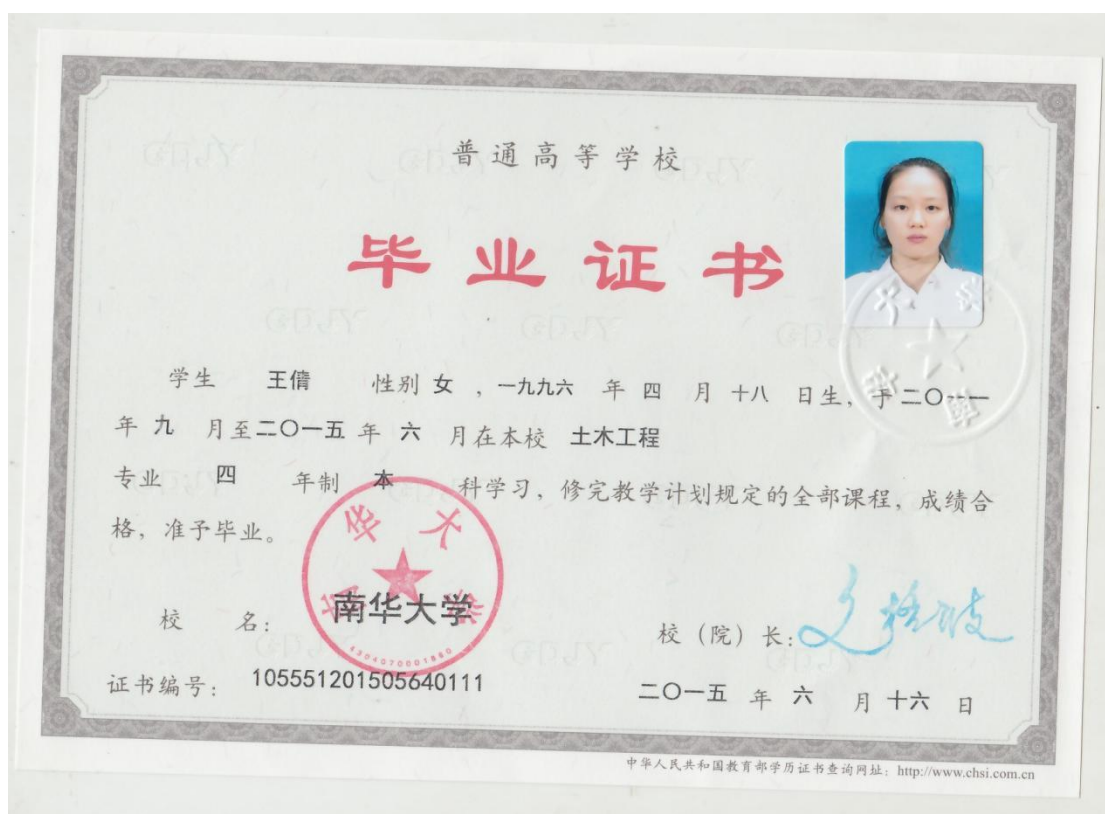 普通高等学校
毕业证书
学生 王倩 性别 女 ，一九九六 年 四 月 十八 日生，于 二〇一一
年 九 月至 二〇一五 年 六 月在本校 土木工程
专业 四 年制 本 科学习，修完教学计划规定的全部课程，成绩合
格，准予毕业。
南华大学
校 名： 南华大学
校（院）长：
证书编号： 105551201505640111
二〇一五 年 六 月 十六 日
中华人民共和国教育部学历证书查询网址：http://www.chsi.com.cn